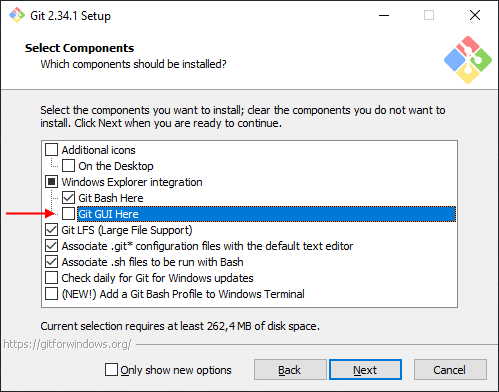 Git 2.34.1 Setup
Select Components
Which components should be installed?
Select the components you want to install; clear the components you do not want to
install. Click Next when you are ready to continue.
Additional icons
On the Desktop
Windows Explorer integration
Git Bash Here
Git GUI Here
Git LFS (Large File Support)
Associate .git* configuration files with the default text editor
Associate .sh files to be run with Bash
Check daily for Git for Windows updates
(NEW!) Add a Git Bash Profile to Windows Terminal
Current selection requires at least 262,4 MB of disk space.
https://gitforwindows.org/
Only show new options
Back
Next
Cancel